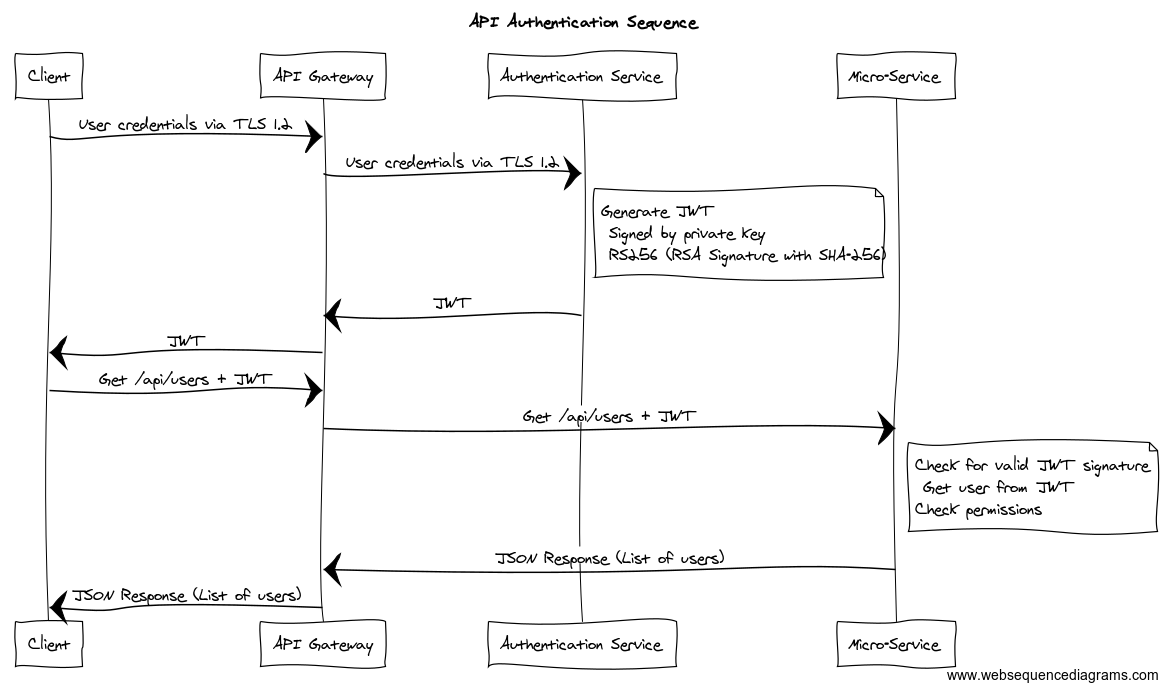 API Authentication Sequence
Client
API Gateway
Authentication Service
Micro-Service
User credentials via TLS 1.2
User credentials via TLS 1.2
Generate JWT
Signed by private key
RS256 (RSA Signature with SHA-256)
JWT
JWT
Get /api/users + JWT
Get /api/users + JWT
Check for valid JWT signature
Get user from JWT
Check permissions
JSON Response (List of users)
JSON Response (List of users)
Client
API Gateway
Authentication Service
Micro-Service
www.websequencediagrams.com